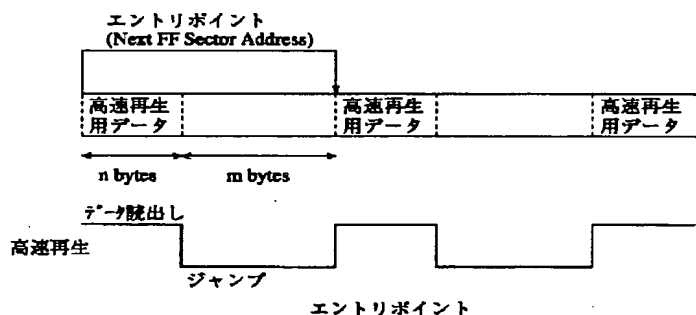 エントリポイント
(Next FF Sector Address)
高速再生
用データ
高速再生
用データ
高速再生
用データ
n bytes
m bytes
データ読出し
高速再生
ジャンプ
エントリポイント